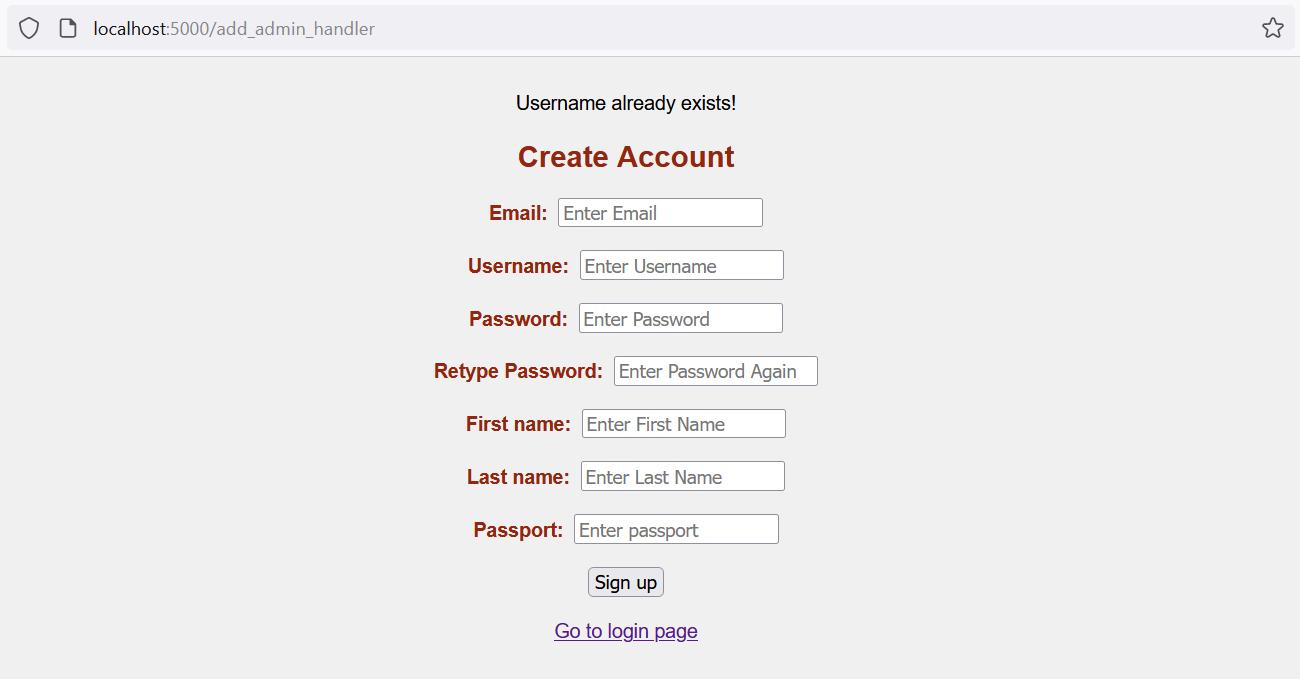 localhost:5000/add_admin_handler
Username already exists!
Create Account
Email: Enter Email
Username: Enter Username
Password: Enter Password
Retype Password: Enter Password Again
First name: Enter First Name
Last name: Enter Last Name
Passport: Enter passport
Sign up
Go to login page